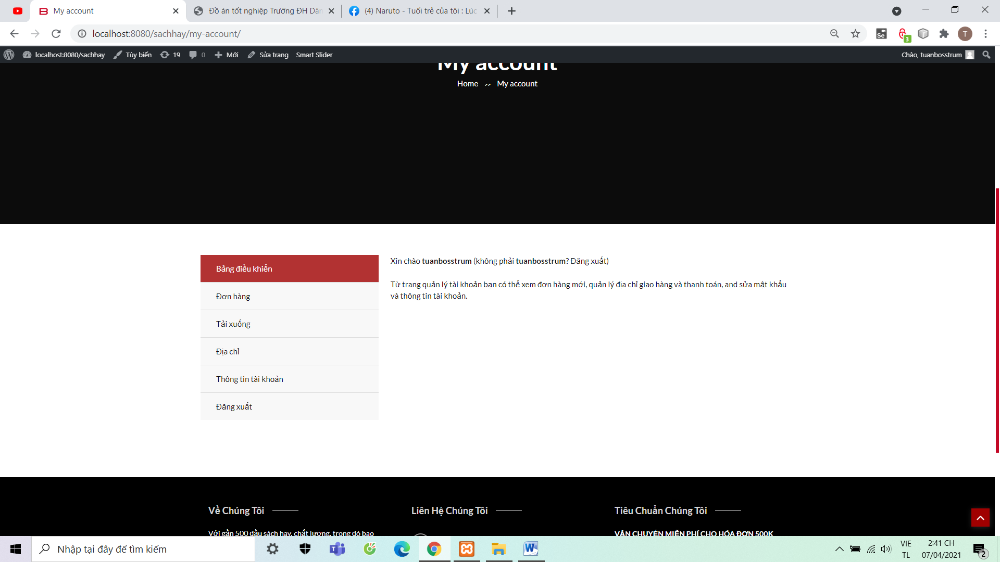 My account
Đồ án tốt nghiệp Trường ĐH Dân
(4) Naruto - Tuổi trẻ của tôi : Lúc
localhost:8080/sachhay/my-account/
Se
3
T
localhost:8080/sachhay
Tùy biến
19
0
Mới
Sửa trang
Smart Slider
Chào, tuanbosstrum
My account
Home >> My account
Bảng điều khiển
Đơn hàng
Tải xuống
Địa chỉ
Thông tin tài khoản
Đăng xuất
Xin chào tuanbosstrum (không phải tuanbosstrum? Đăng xuất)
Từ trang quản lý tài khoản bạn có thể xem đơn hàng mới, quản lý địa chỉ giao hàng và thanh toán, and sửa mật khẩu
và thông tin tài khoản.
Về Chúng Tôi
Với gần 500 đầu sách hay, chất lượng, trong đó bao
Liên Hệ Chúng Tôi
Tiêu Chuẩn Chúng Tôi
VẬN CHUYỂN MIỄN PHÍ CHO HÓA ĐƠN 500K
Nhập tại đây để tìm kiếm
VIE
TL
2:41 CH
07/04/2021
2